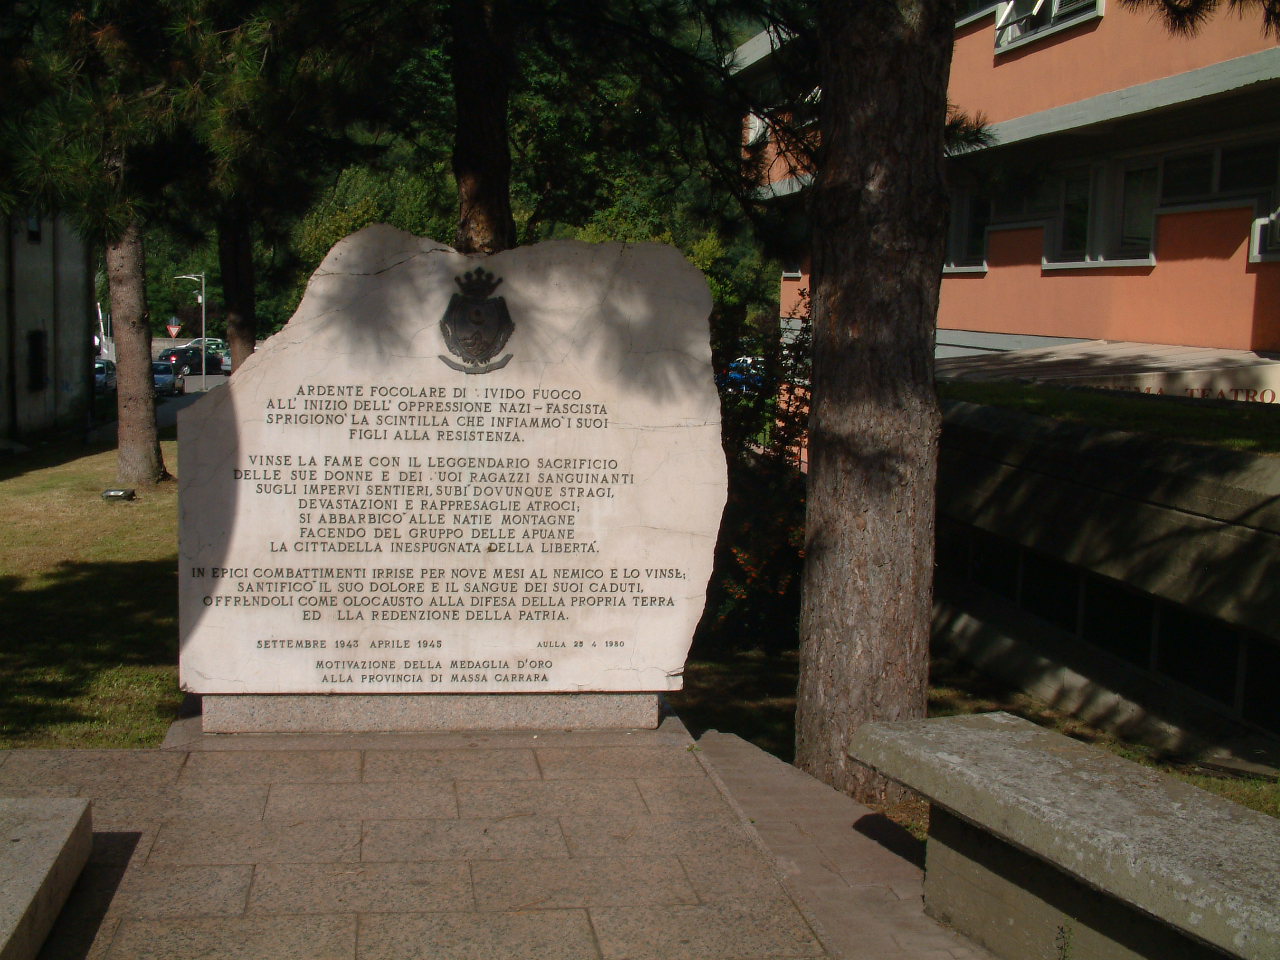 ARDENTE FOCOLARE DI VIVIDO FUOCO
ALL'INIZIO DELL'OPPRESSIONE NAZI-FASCISTA
SPRIGIONO' LA SCINTILLA CHE INFIAMMO' I SUOI
FIGLI ALLA RESISTENZA.
VINSE LA FAME CON IL LEGGENDARIO SACRIFICIO
DELLE SUE DONNE E DEI UOI RAGAZZI SANGUINANTI
SUGLI IMPERVI SENTIERI, SUBI' DOVUNQUE STRAGI,
DEVASTAZIONI E RAPPRESAGLIE ATROCI;
SI ABBARBICO' ALLE NATIE MONTAGNE
FACENDO DEL GRUPPO DELLE APUANE
LA CITTADELLA INESPUGNATA DELLA LIBERTA'.
IN EPICI COMBATTIMENTI IRRISE PER NOVE MESI AL NEMICO E LO VINSE;
SANTIFICO' IL SUO DOLORE E IL SANGUE DEI SUOI CADUTI,
OFFRENDOLI COME OLOCAUSTO ALLA DIFESA DELLA PROPRIA TERRA
ED LLA REDENZIONE DELLA PATRIA.
SETTEMBRE 1943 APRILE 1945 AULLA 25 4 1980
MOTIVAZIONE DELLA MEDAGLIA D'ORO
ALLA PROVINCIA DI MASSA CARRARA
TEATRO